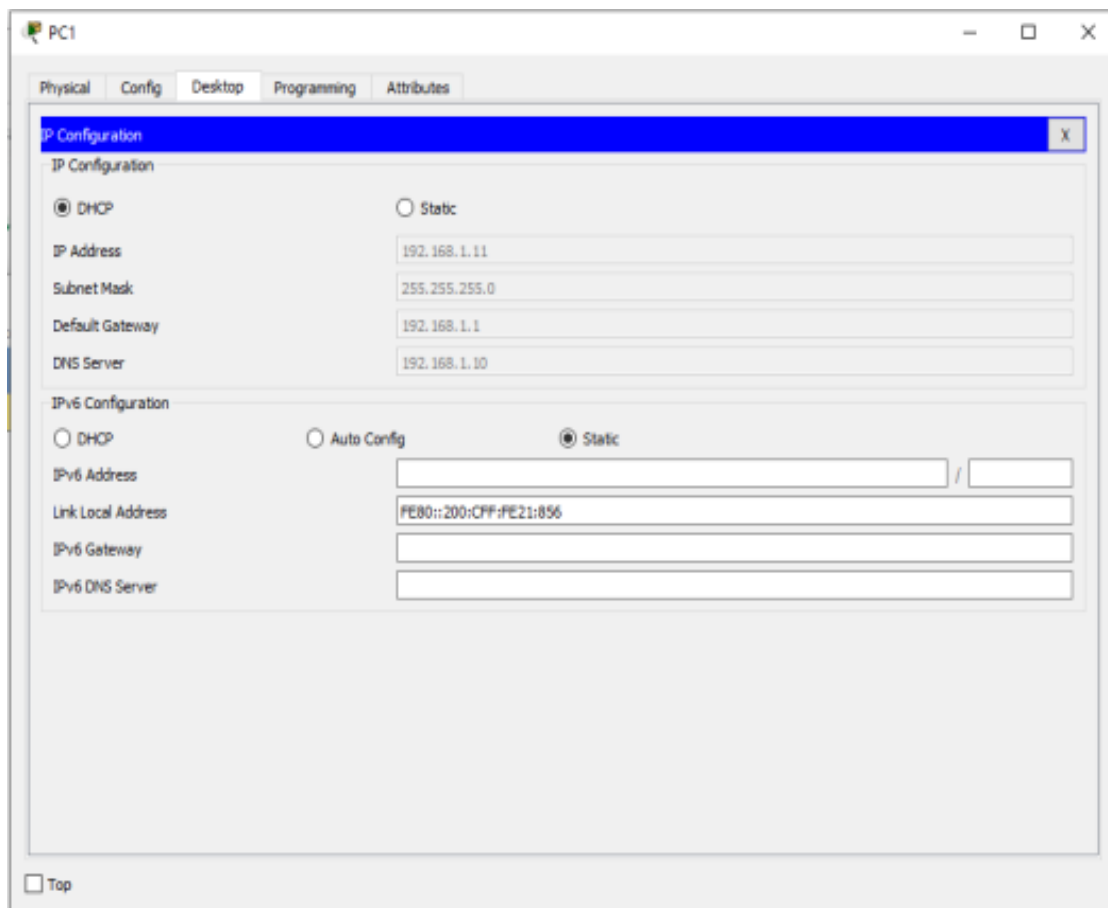 PC1
Physical Config Desktop Programming Attributes
IP Configuration X
IP Configuration
DHCP Static
IP Address 192.168.1.11
Subnet Mask 255.255.255.0
Default Gateway 192.168.1.1
DNS Server 192.168.1.10
IPv6 Configuration
DHCP Auto Config Static
IPv6 Address /
Link Local Address FE80::200:CFF:FE21:856
IPv6 Gateway
IPv6 DNS Server
Top